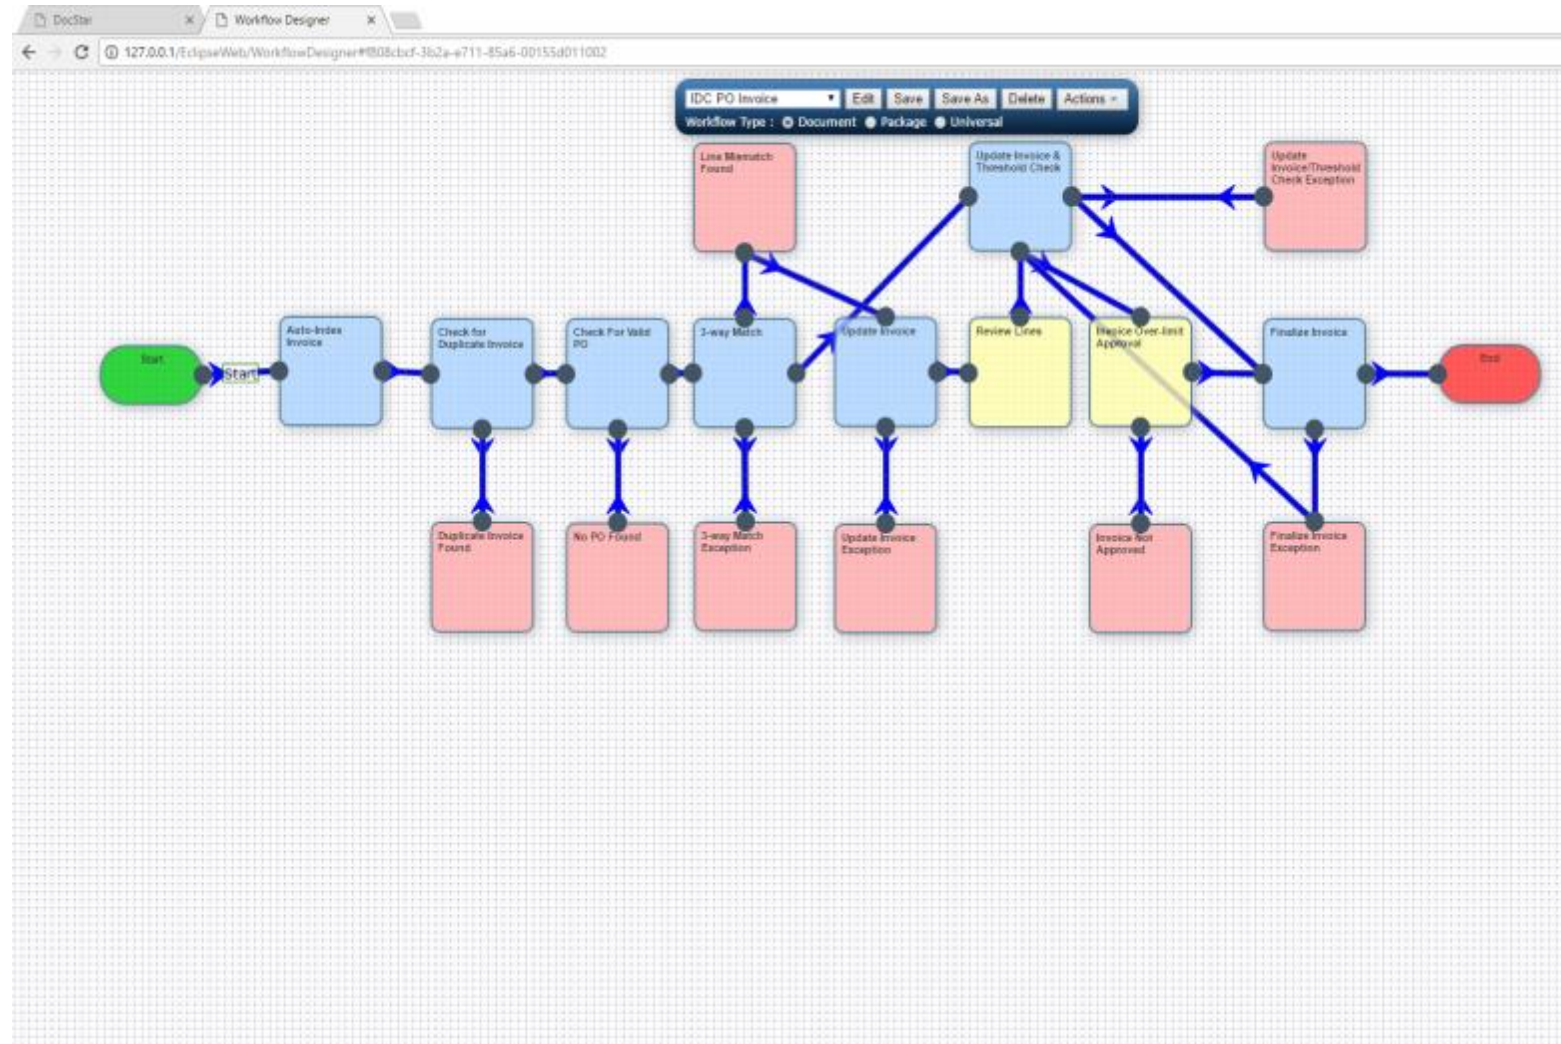 DocStar
Workflow Designer
127.0.0.1/EclipseWeb/WorkflowDesigner#f808cbcf-3b2a-e711-85a6-00155d011002
IDC PO Invoice Edit Save Save As Delete Actions
Workflow Type : Document Package Universal
Line Mismatch
Found
Update Invoice &
Threshold Check
Update
Invoice/Threshold
Check Exception
Start
Start
Auto-Index
Invoice
Check for
Duplicate Invoice
Check For Valid
PO
3-way Match
Update Invoice
Review Lines
Invoice Over-limit
Approval
Finalize Invoice
End
Duplicate Invoice
Found
No PO Found
3-way Match
Exception
Update Invoice
Exception
Invoice Not
Approved
Finalize Invoice
Exception